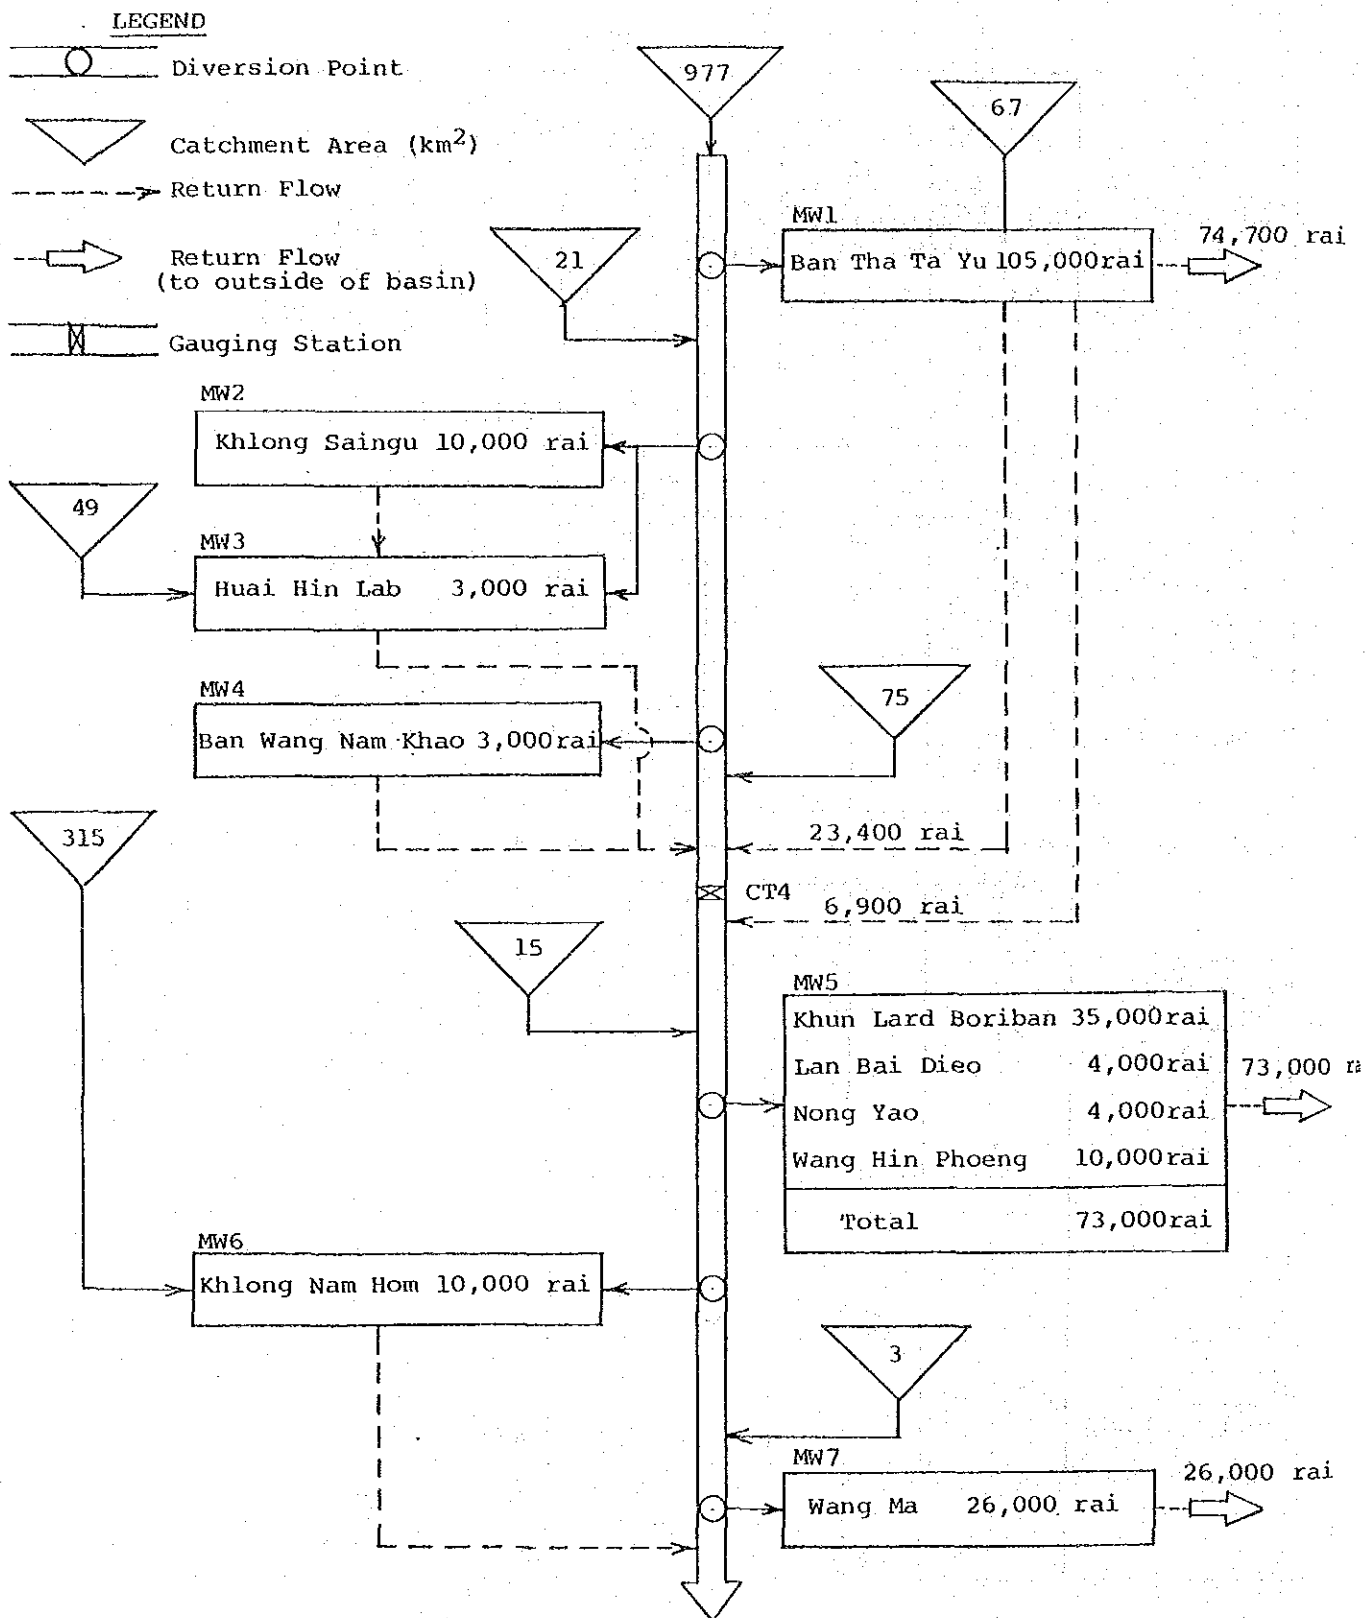 LEGEND
Diversion Point
Catchment Area (km²)
Return Flow
Return Flow
(to outside of basin)
Gauging Station
977
67
21
MW1
Ban Tha Ta Yu 105,000rai
74,700 rai
MW2
Khlong Saingu 10,000 rai
49
MW3
Huai Hin Lab 3,000 rai
MW4
Ban Wang Nam Khao 3,000rai
75
315
23,400 rai
CT4
6,900 rai
15
MW5
Khun Lard Boriban 35,000rai
Lan Bai Dieo 4,000rai
Nong Yao 4,000rai
Wang Hin Phoeng 10,000rai
Total 73,000rai
73,000 ra
MW6
Khlong Nam Hom 10,000 rai
3
MW7
Wang Ma 26,000 rai
26,000 rai